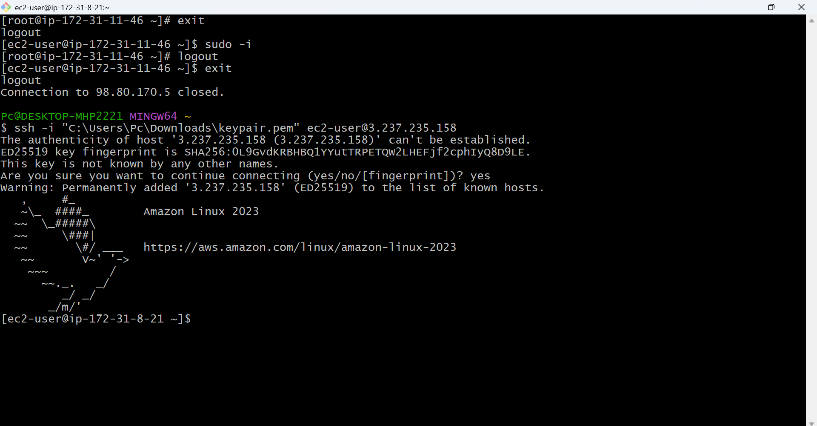 ec2-user@ip-172-31-8-21:~
[root@ip-172-31-11-46 ~]# exit
logout
[ec2-user@ip-172-31-11-46 ~]$ sudo -i
[root@ip-172-31-11-46 ~]# logout
[ec2-user@ip-172-31-11-46 ~]$ exit
logout
Connection to 98.80.170.5 closed.
Pc@DESKTOP-MHP2221 MINGW64 ~
$ ssh -i "C:\Users\Pc\Downloads\keypair.pem" ec2-user@3.237.235.158
The authenticity of host '3.237.235.158 (3.237.235.158)' can't be established.
ED25519 key fingerprint is SHA256:OL9GvdKRBHBQ1YYUtTRPETQW2LHEFjf2cphIyQ8D9LE.
This key is not known by any other names.
Are you sure you want to continue connecting (yes/no/[fingerprint])? yes
Warning: Permanently added '3.237.235.158' (ED25519) to the list of known hosts.
   ,     #_
   ~\_  ####_        Amazon Linux 2023
  ~~  \_#####\
  ~~     \###|
  ~~       \#/ ___   https://aws.amazon.com/linux/amazon-linux-2023
   ~~       V~' '->
    ~~~         /
      ~~._.   _/
         _/ _/
       _/m/'
[ec2-user@ip-172-31-8-21 ~]$